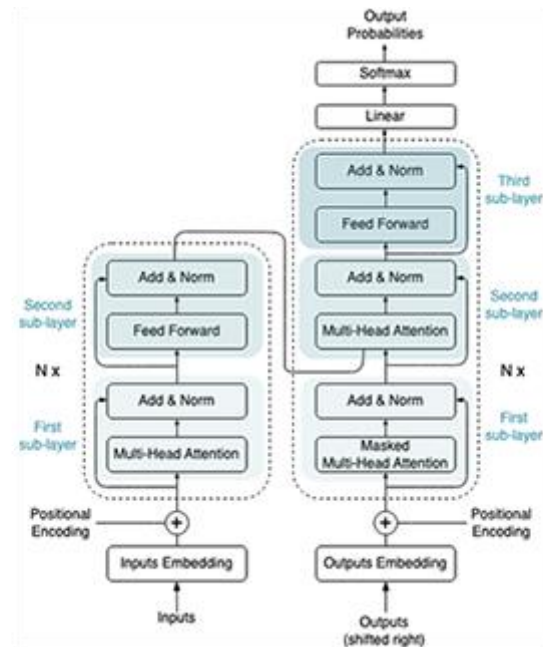 Output
Probabilities
Softmax
Linear
Add & Norm
Feed Forward
Third
sub-layer
Add & Norm
Multi-Head Attention
Second
sub-layer
N x
Add & Norm
Masked
Multi-Head Attention
First
sub-layer
Positional
Encoding
Outputs Embedding
Outputs
(shifted right)
Add & Norm
Feed Forward
Second
sub-layer
N x
Add & Norm
Multi-Head Attention
First
sub-layer
Positional
Encoding
Inputs Embedding
Inputs